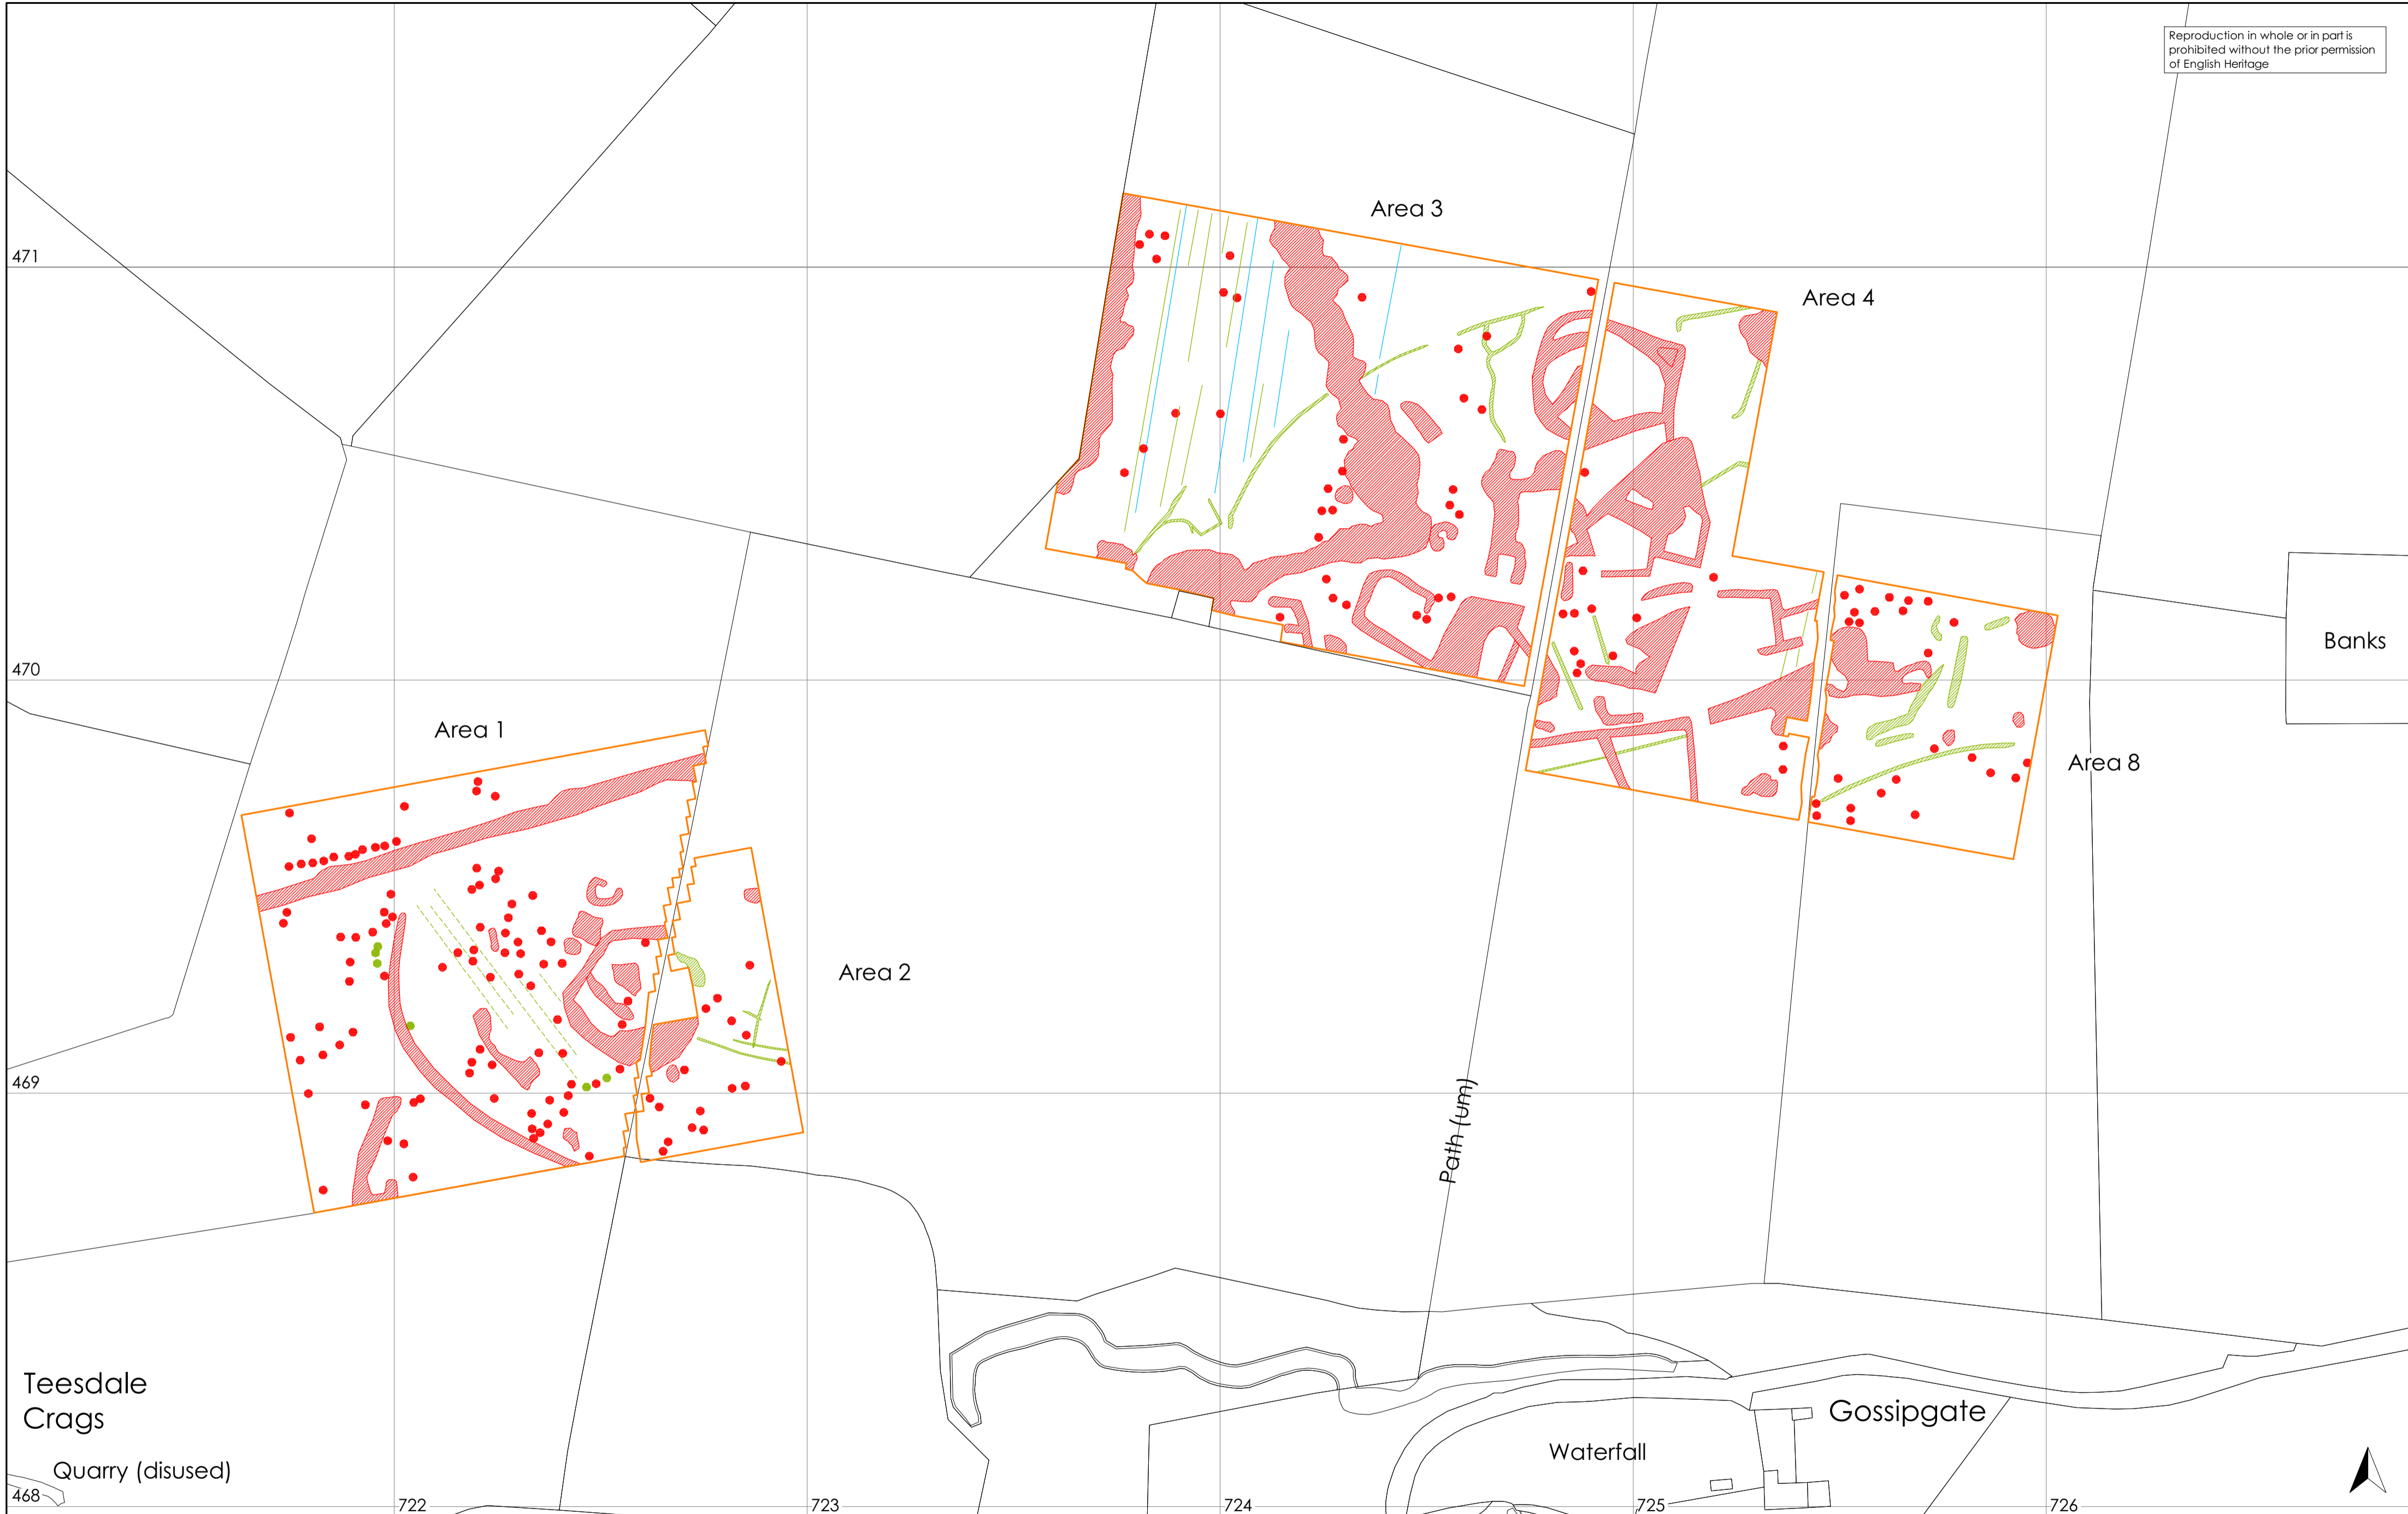 Reproduction in whole or in part is
prohibited without the prior permission
of English Heritage
Area 3
471
Area 4
Banks
470
Area 1
Area 8
Area 2
469
Path (um)
Teesdale
Crags
Gossipgate
Waterfall
Quarry (disused)
468
722
723
724
725
726